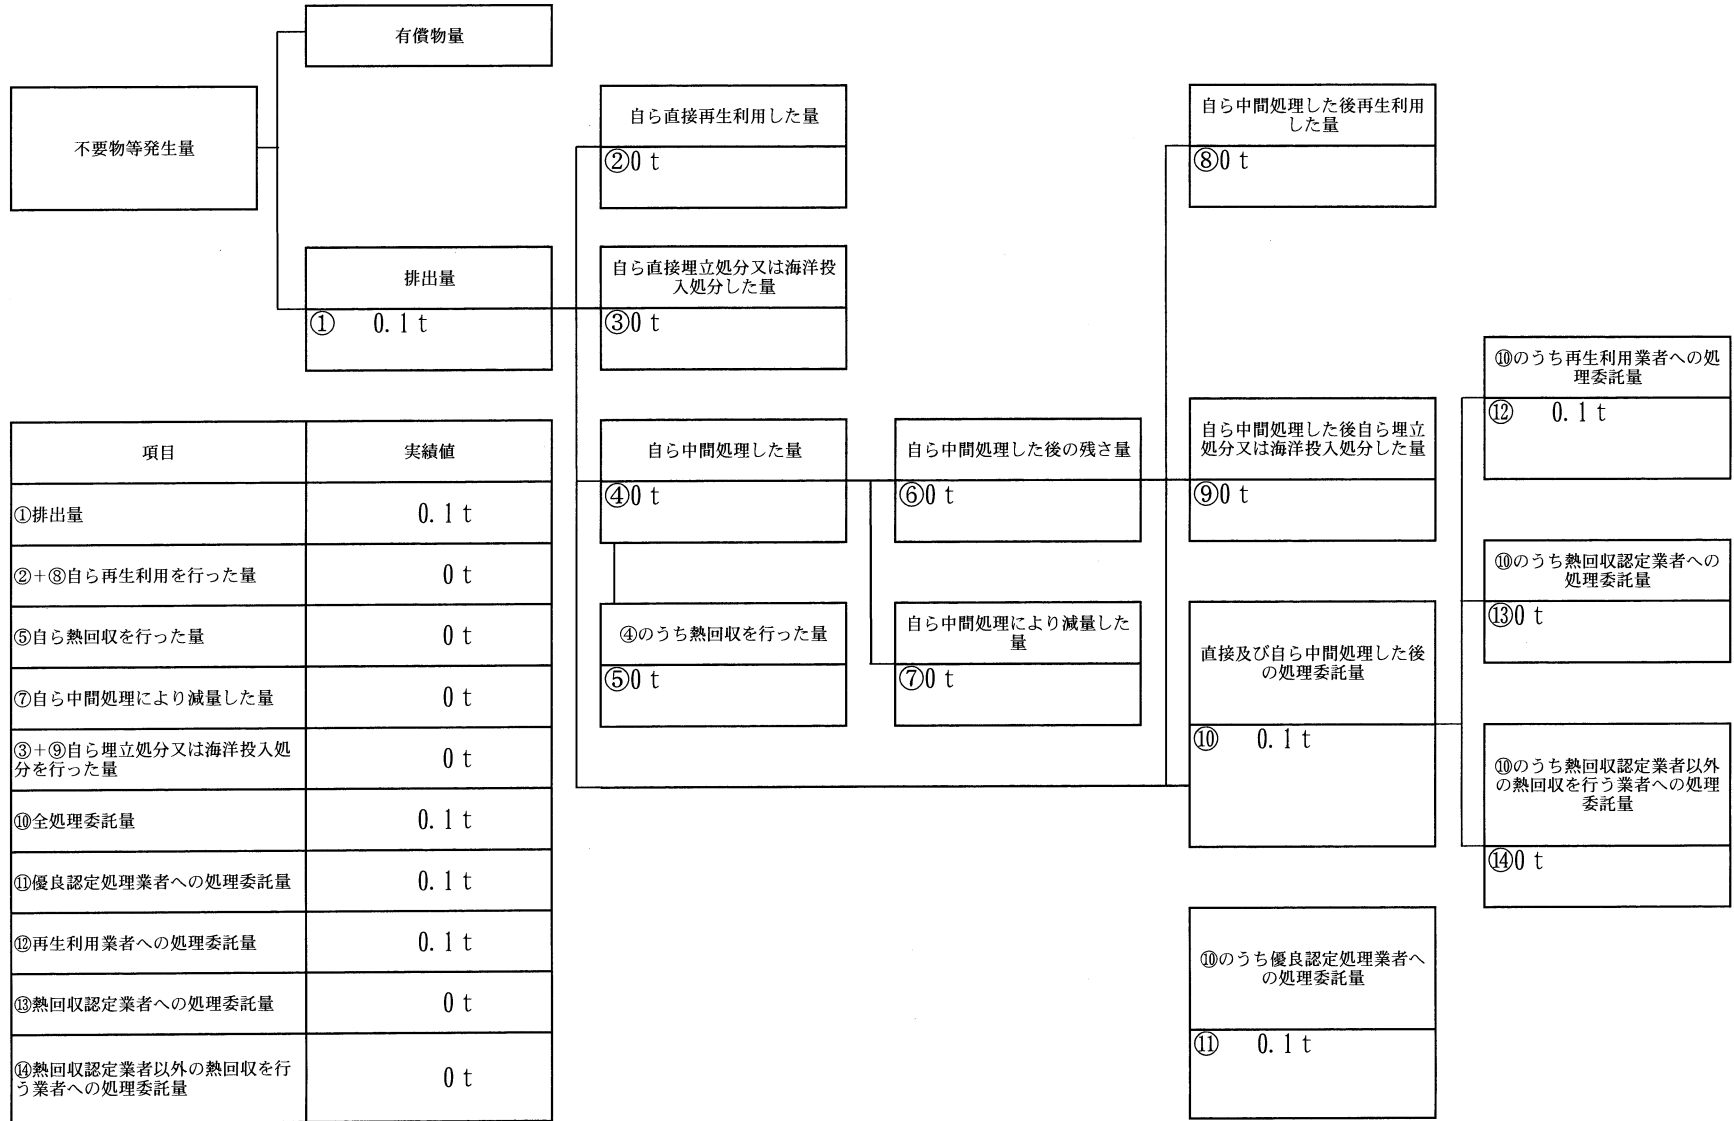 有償物量
不要物等発生量
排出量
① 0.1 t
自ら直接再生利用した量
②0 t
自ら直接埋立処分又は海洋投
入処分した量
③0 t
自ら中間処理した量
④0 t
④のうち熱回収を行った量
⑤0 t
自ら中間処理した後の残さ量
⑥0 t
自ら中間処理により減量した
量
⑦0 t
自ら中間処理した後再生利用
した量
⑧0 t
自ら中間処理した後自ら埋立
処分又は海洋投入処分した量
⑨0 t
直接及び自ら中間処理した後
の処理委託量
⑩ 0.1 t
⑩のうち優良認定処理業者へ
の処理委託量
⑪ 0.1 t
⑩のうち再生利用業者への処
理委託量
⑫ 0.1 t
⑩のうち熱回収認定業者への
処理委託量
⑬0 t
⑩のうち熱回収認定業者以外
の熱回収を行う業者への処理
委託量
⑭0 t
項目 実績値
①排出量 0.1 t
②+⑧自ら再生利用を行った量 0 t
⑤自ら熱回収を行った量 0 t
⑦自ら中間処理により減量した量 0 t
③+⑨自ら埋立処分又は海洋投入処
分を行った量 0 t
⑩全処理委託量 0.1 t
⑪優良認定処理業者への処理委託量 0.1 t
⑫再生利用業者への処理委託量 0.1 t
⑬熱回収認定業者への処理委託量 0 t
⑭熱回収認定業者以外の熱回収を行
う業者への処理委託量 0 t